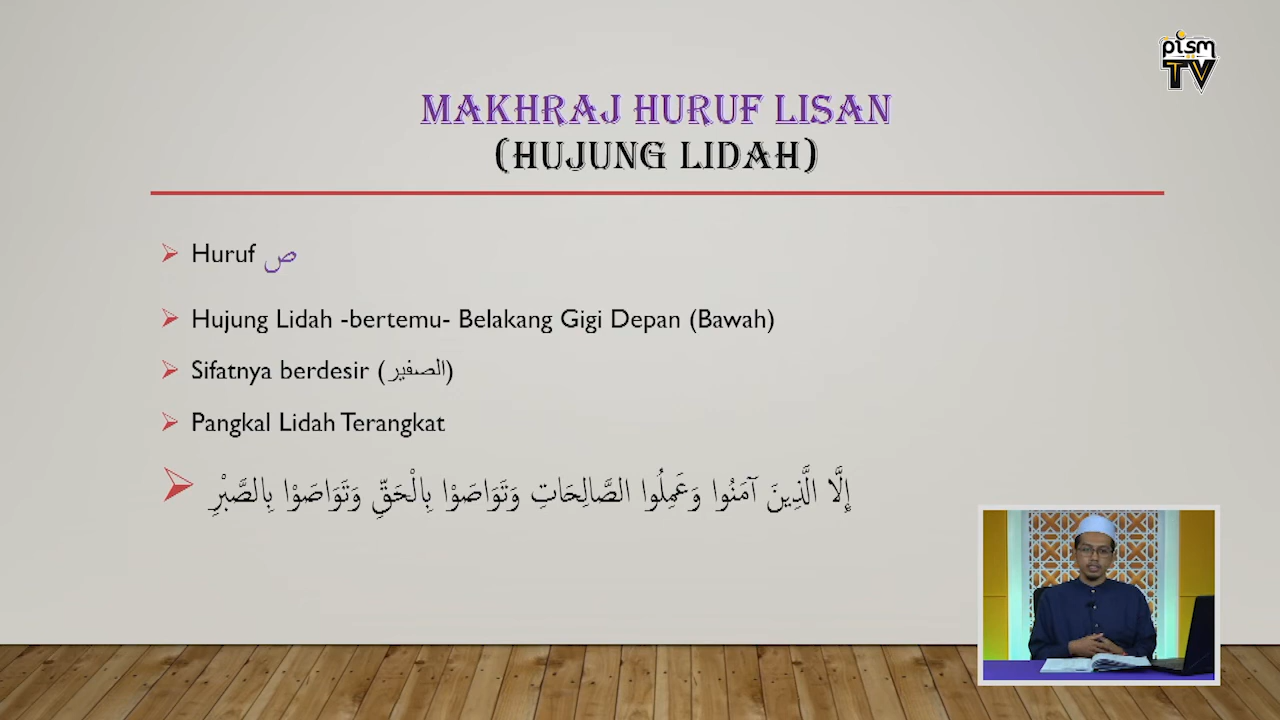 pism
TV
MAKHRAJ HURUF LISAN
(HUJUNG LIDAH)
Huruf ص
Hujung Lidah -bertemu- Belakang Gigi Depan (Bawah)
Sifatnya berdesir (الصفير)
Pangkal Lidah Terangkat
إِلَّا الَّذِينَ آمَنُوا وَعَمِلُوا الصَّالِحَاتِ وَتَوَاصَوْا بِالْحَقِّ وَتَوَاصَوْا بِالصَّبْرِ